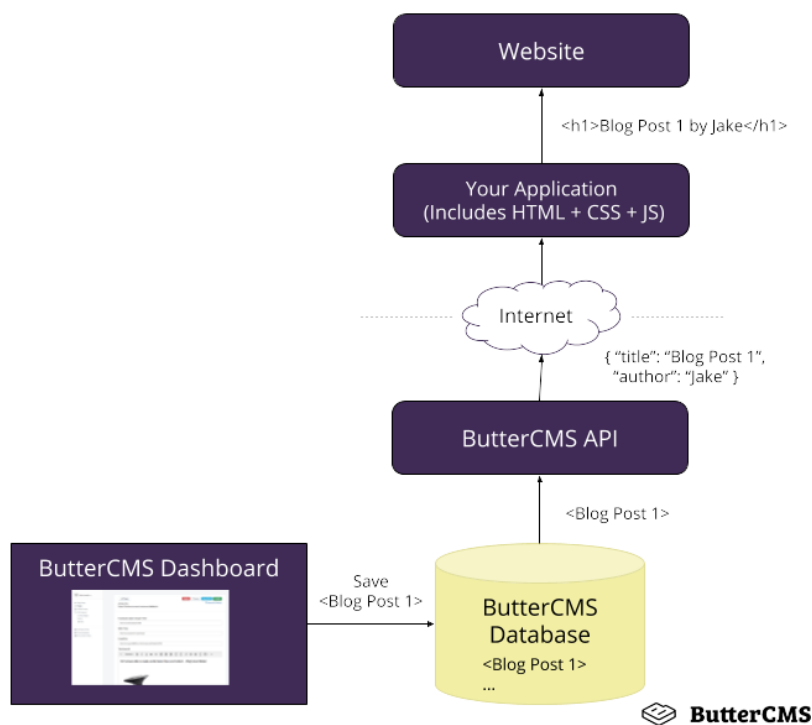 Website
<h1>Blog Post 1 by Jake</h1>
Your Application
(Includes HTML + CSS + JS)
Internet
{ “title”: “Blog Post 1”,
“author”: “Jake” }
ButterCMS API
<Blog Post 1>
ButterCMS Dashboard
Save
<Blog Post 1>
ButterCMS
Database
<Blog Post 1>
...
ButterCMS